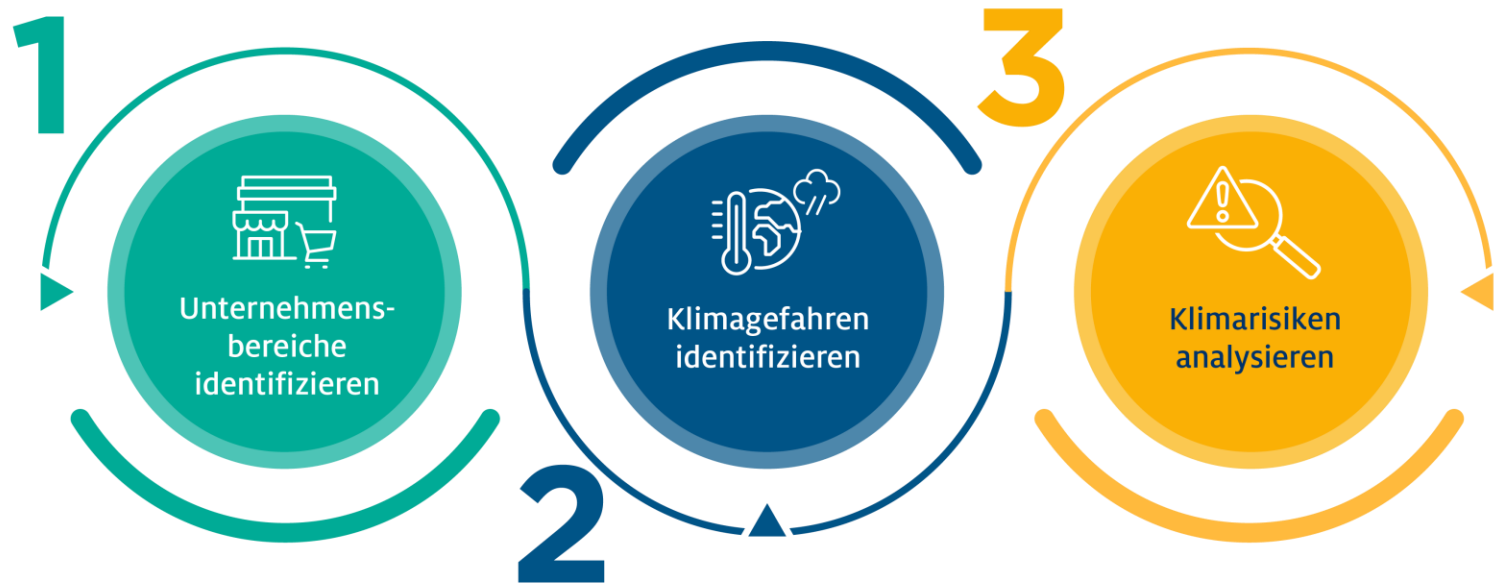 1
Unternehmens-
bereiche
identifizieren
2
Klimagefahren
identifizieren
3
Klimarisiken
analysieren